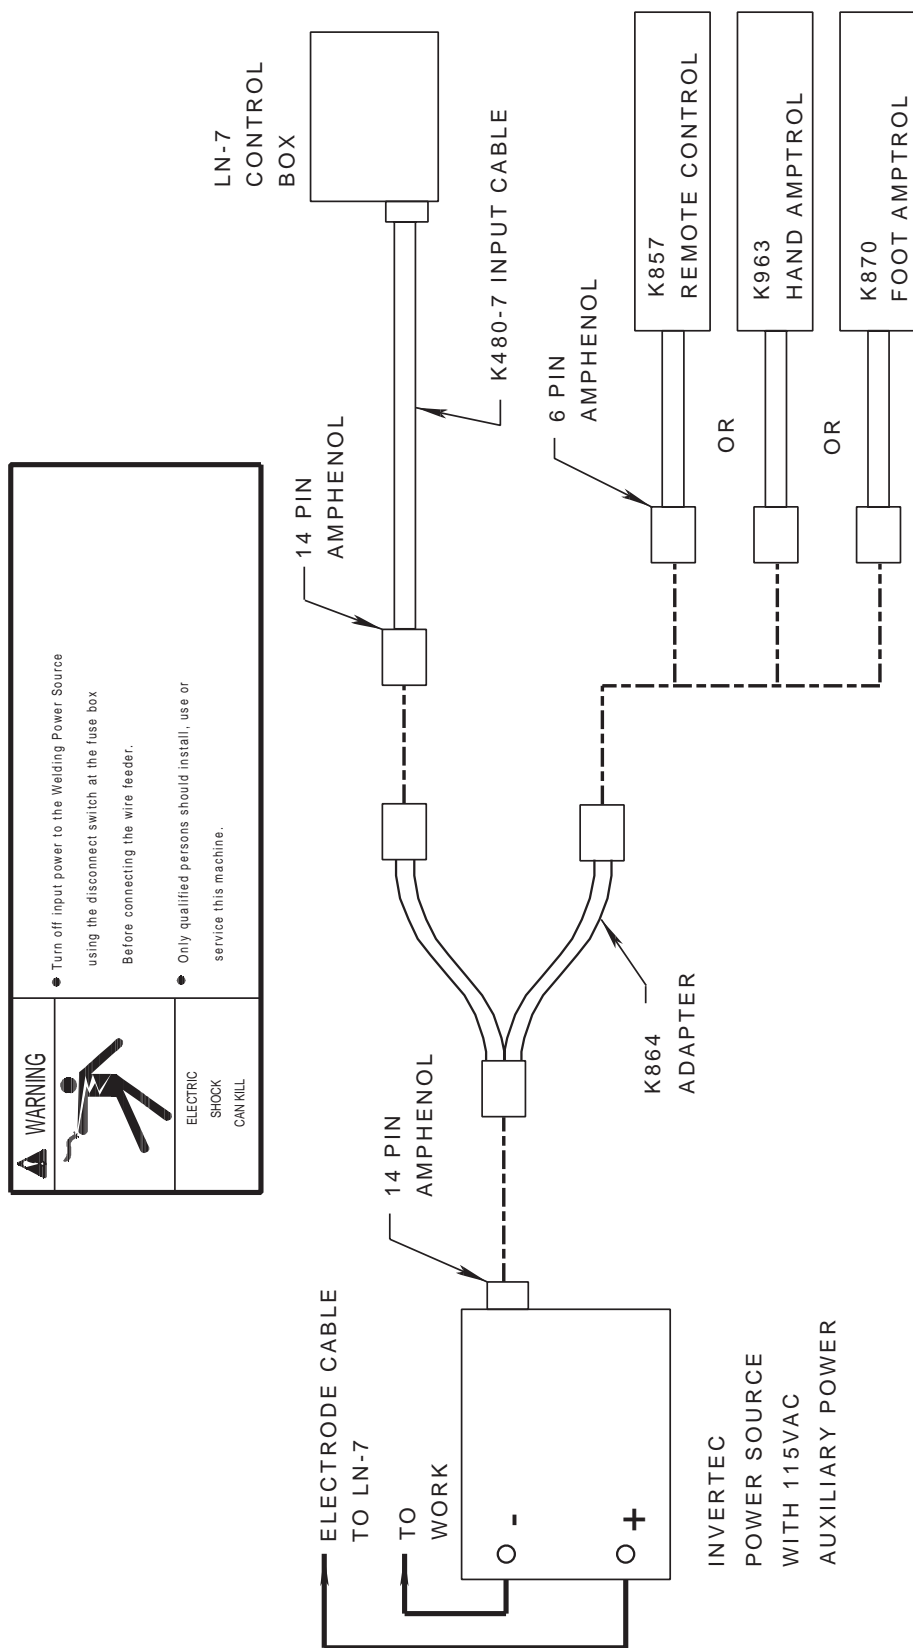 WARNING
ELECTRIC
SHOCK
CAN KILL
● Turn off input power to the Welding Power Source
using the disconnect switch at the fuse box
Before connecting the wire feeder.
● Only qualified persons should install, use or
service this machine.
ELECTRODE CABLE
TO LN-7
TO
WORK
-
+
INVERTEC
POWER SOURCE
WITH 115VAC
AUXILIARY POWER
14 PIN
AMPHENOL
K864
ADAPTER
14 PIN
AMPHENOL
LN-7
CONTROL
BOX
K480-7 INPUT CABLE
6 PIN
AMPHENOL
K857
REMOTE CONTROL
OR
K963
HAND AMPTROL
OR
K870
FOOT AMPTROL